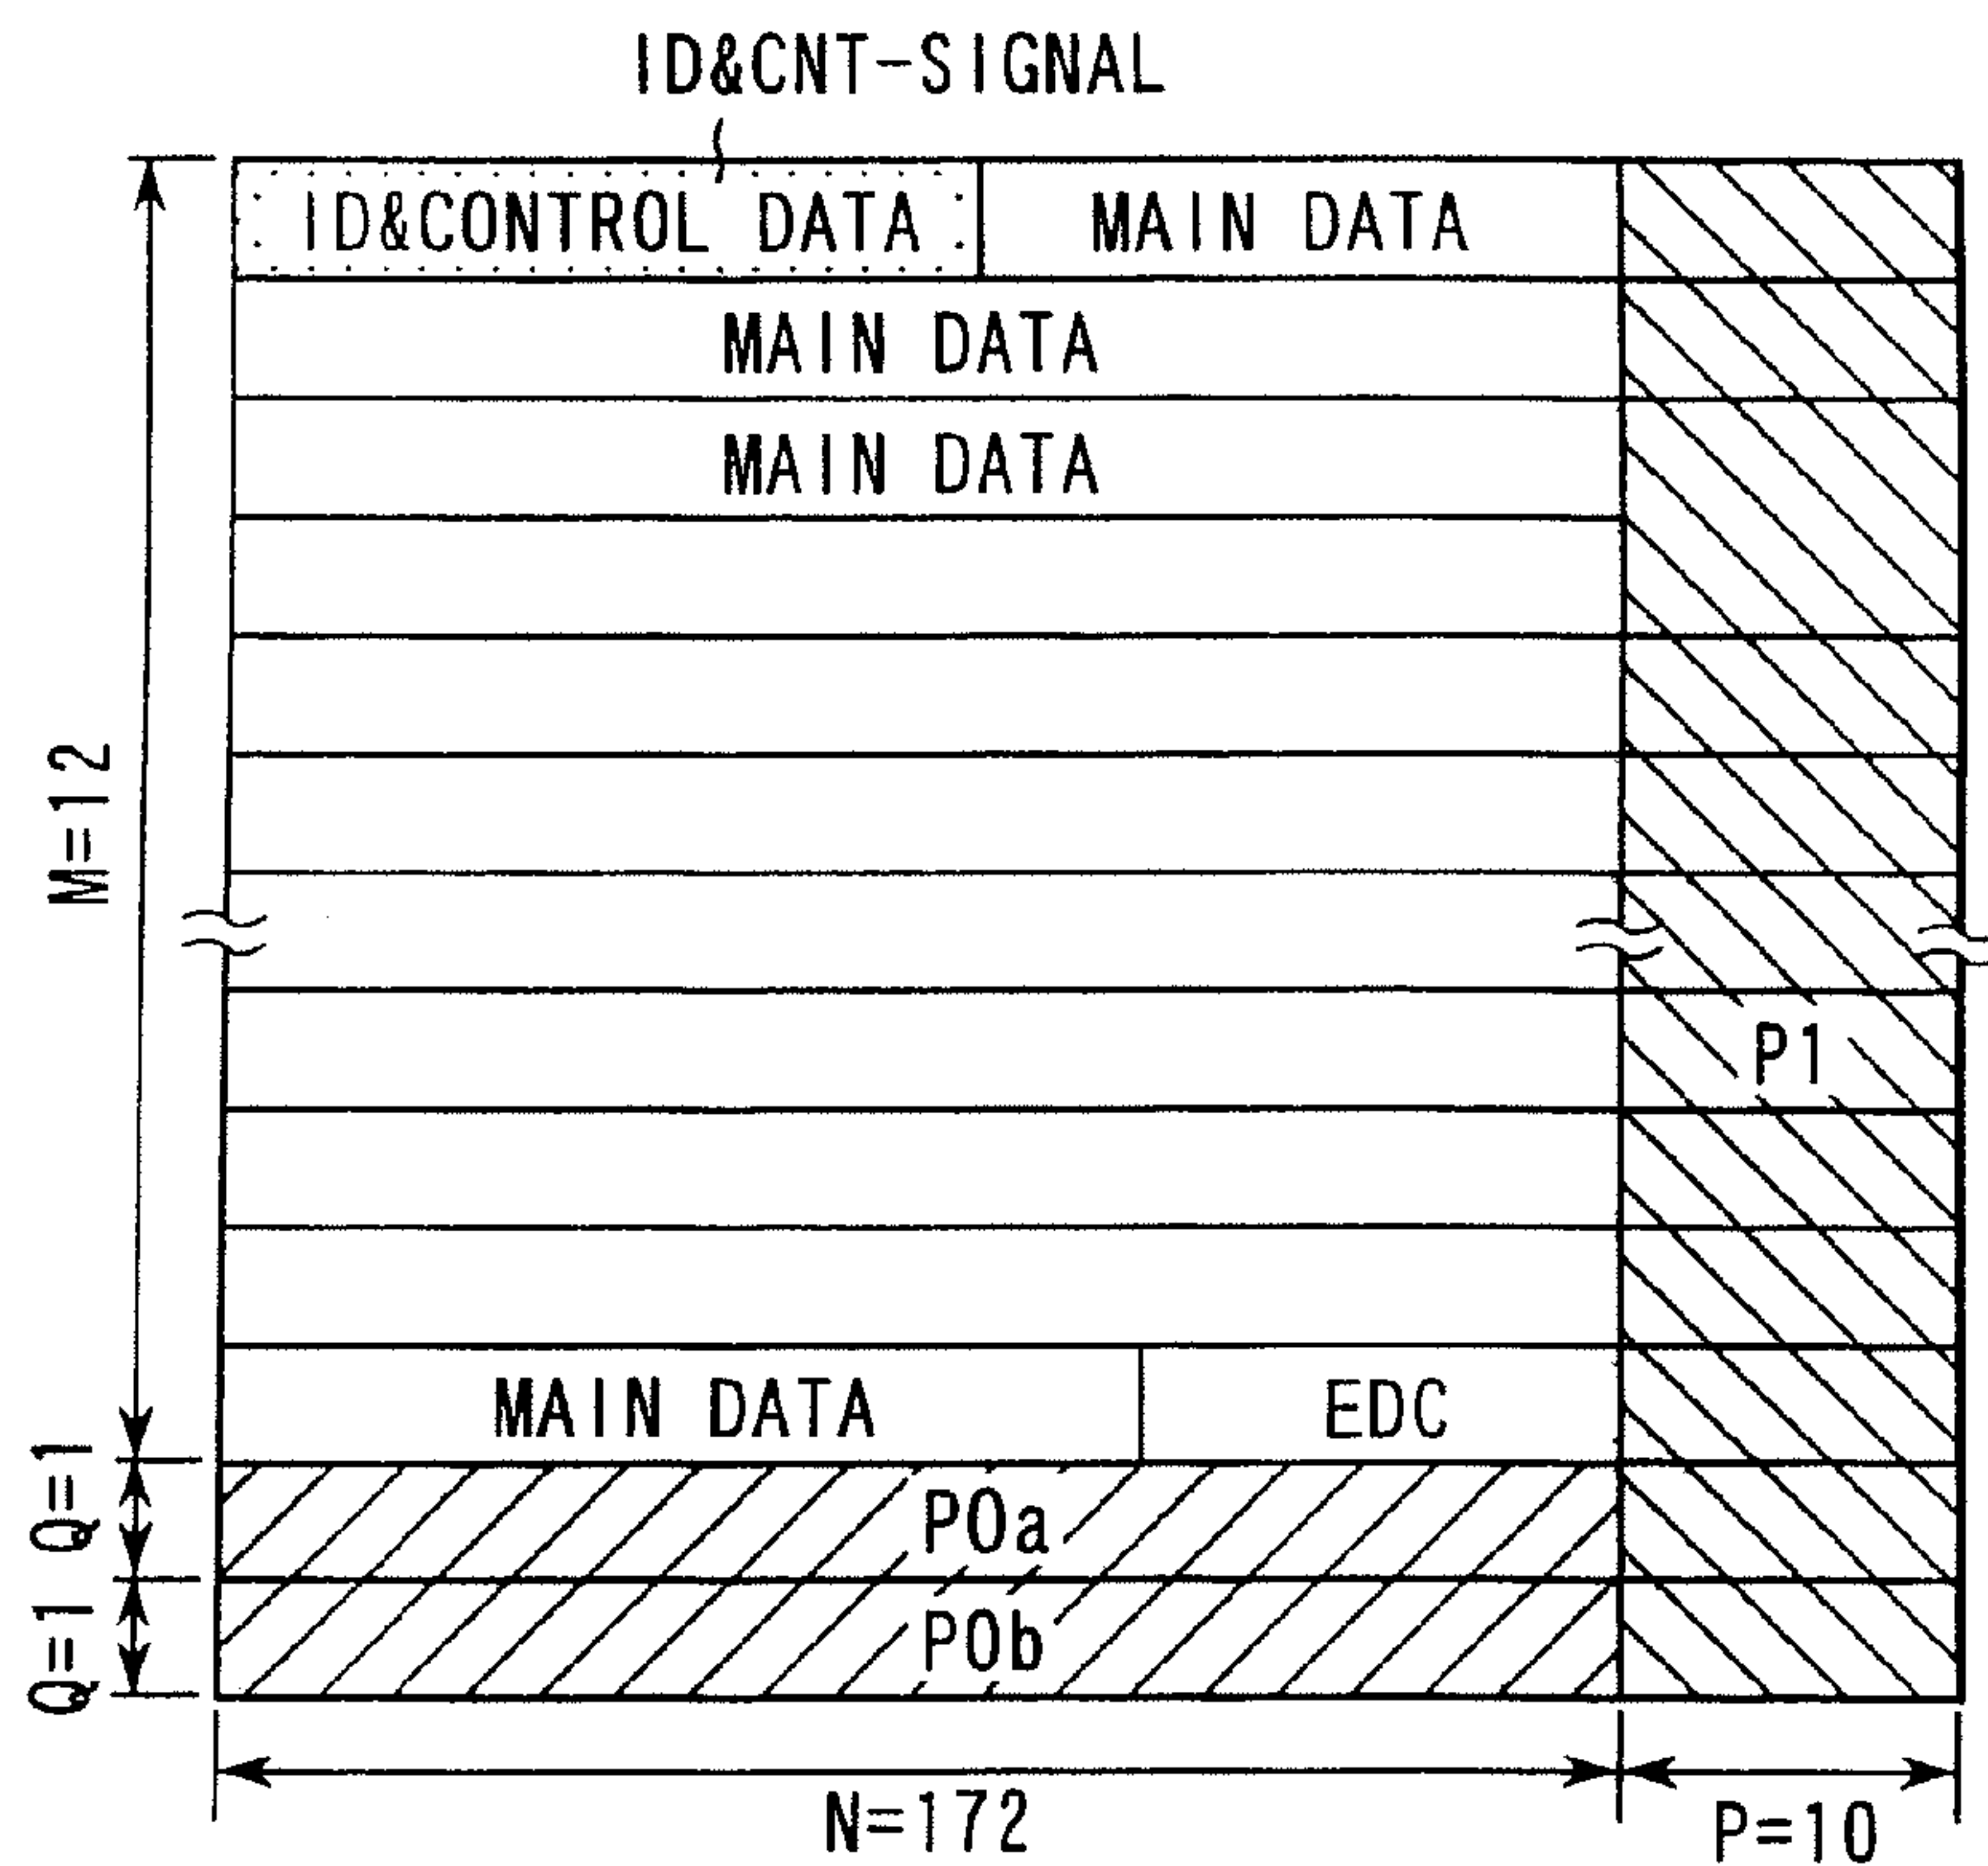 ID&CNT-SIGNAL
ID&CONTROL DATA MAIN DATA
MAIN DATA
MAIN DATA
M=12
P1
MAIN DATA EDC
Q=1 POa
Q=1 POb
N=172 P=10